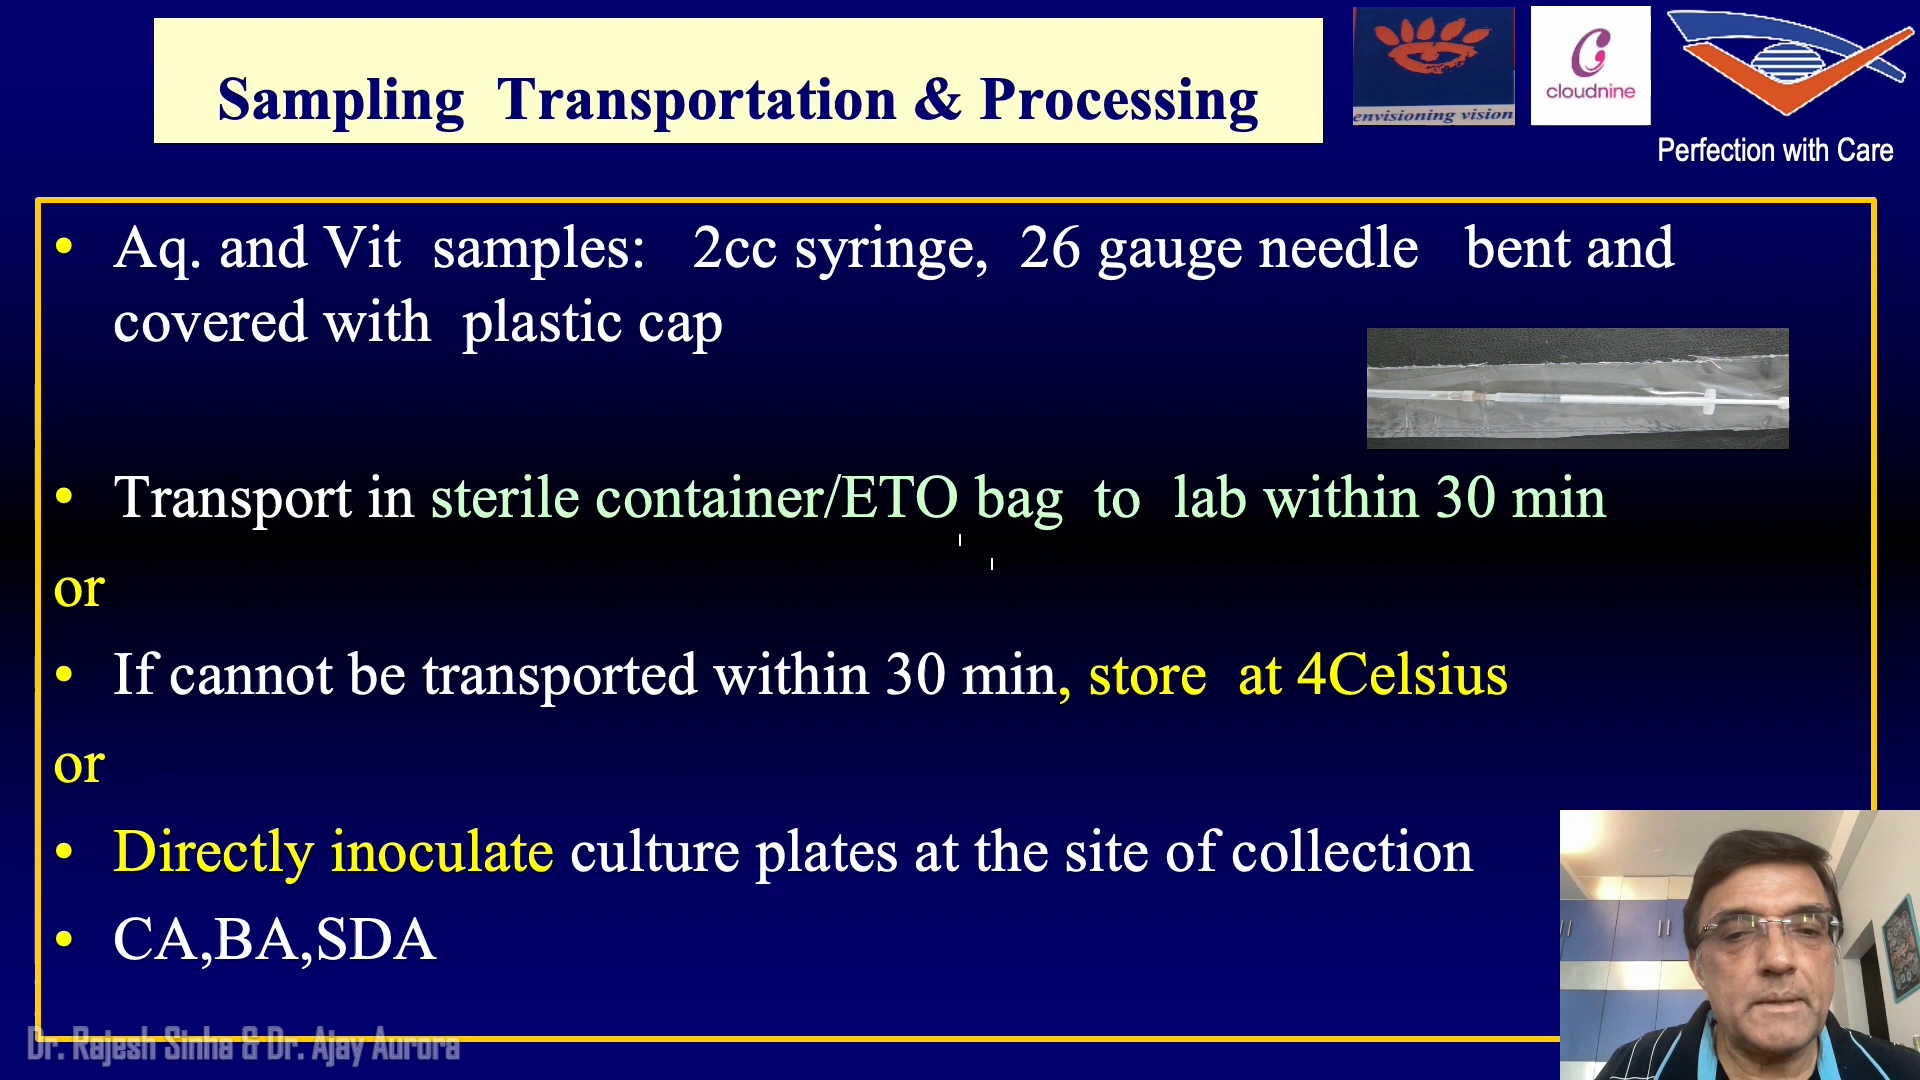 Sampling Transportation & Processing
envisioning vision
cloudnine
Perfection with Care
• Aq. and Vit samples: 2cc syringe, 26 gauge needle bent and
covered with plastic cap
• Transport in sterile container/ETO bag to lab within 30 min
or
• If cannot be transported within 30 min, store at 4Celsius
or
• Directly inoculate culture plates at the site of collection
• CA,BA,SDA
Dr. Rajesh Sinha & Dr. Ajay Aurora